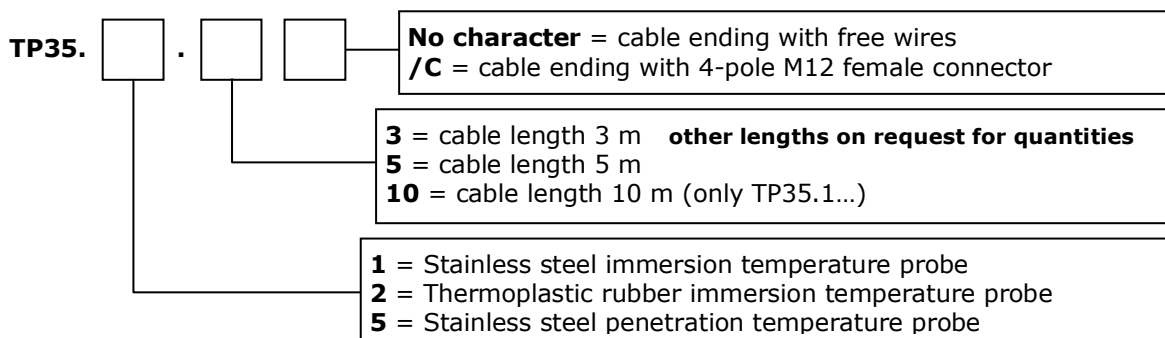 TP35. .
No character = cable ending with free wires
/C = cable ending with 4-pole M12 female connector
3 = cable length 3 m other lengths on request for quantities
5 = cable length 5 m
10 = cable length 10 m (only TP35.1…)
1 = Stainless steel immersion temperature probe
2 = Thermoplastic rubber immersion temperature probe
5 = Stainless steel penetration temperature probe